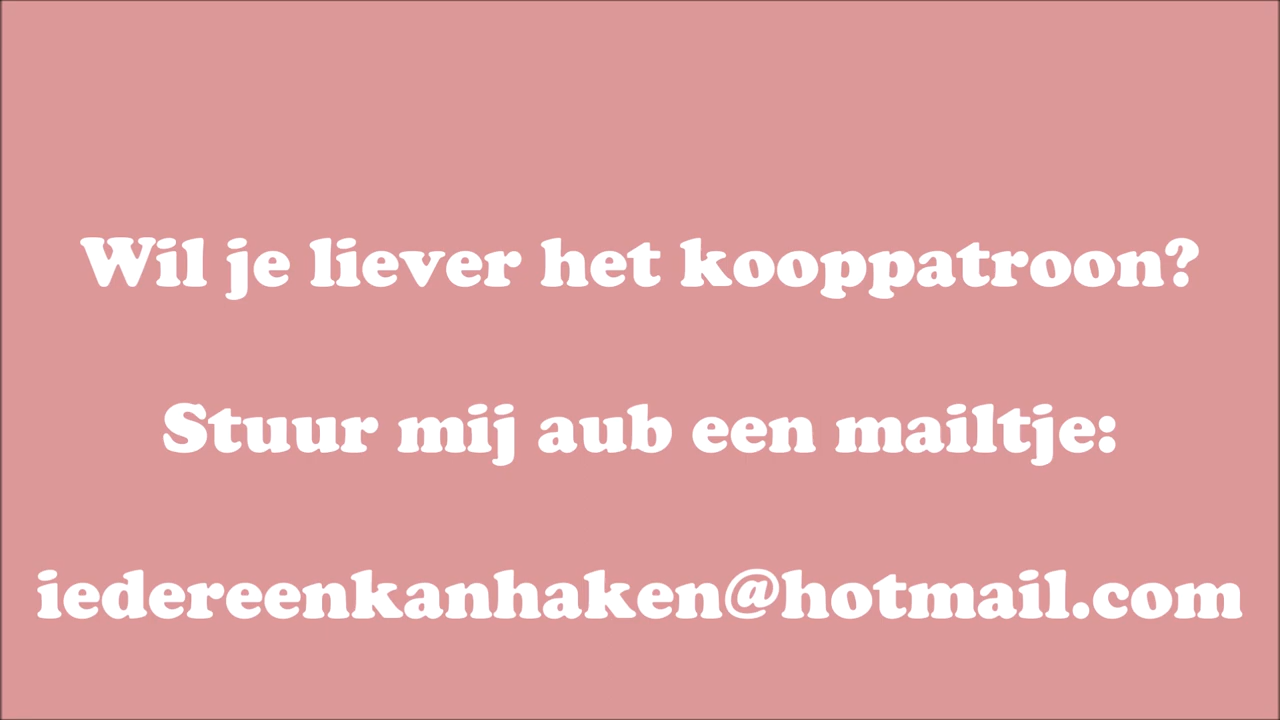 Wil je liever het kooppatroon?
Stuur mij aub een mailtje:
iedereenkanhaken@hotmail.com